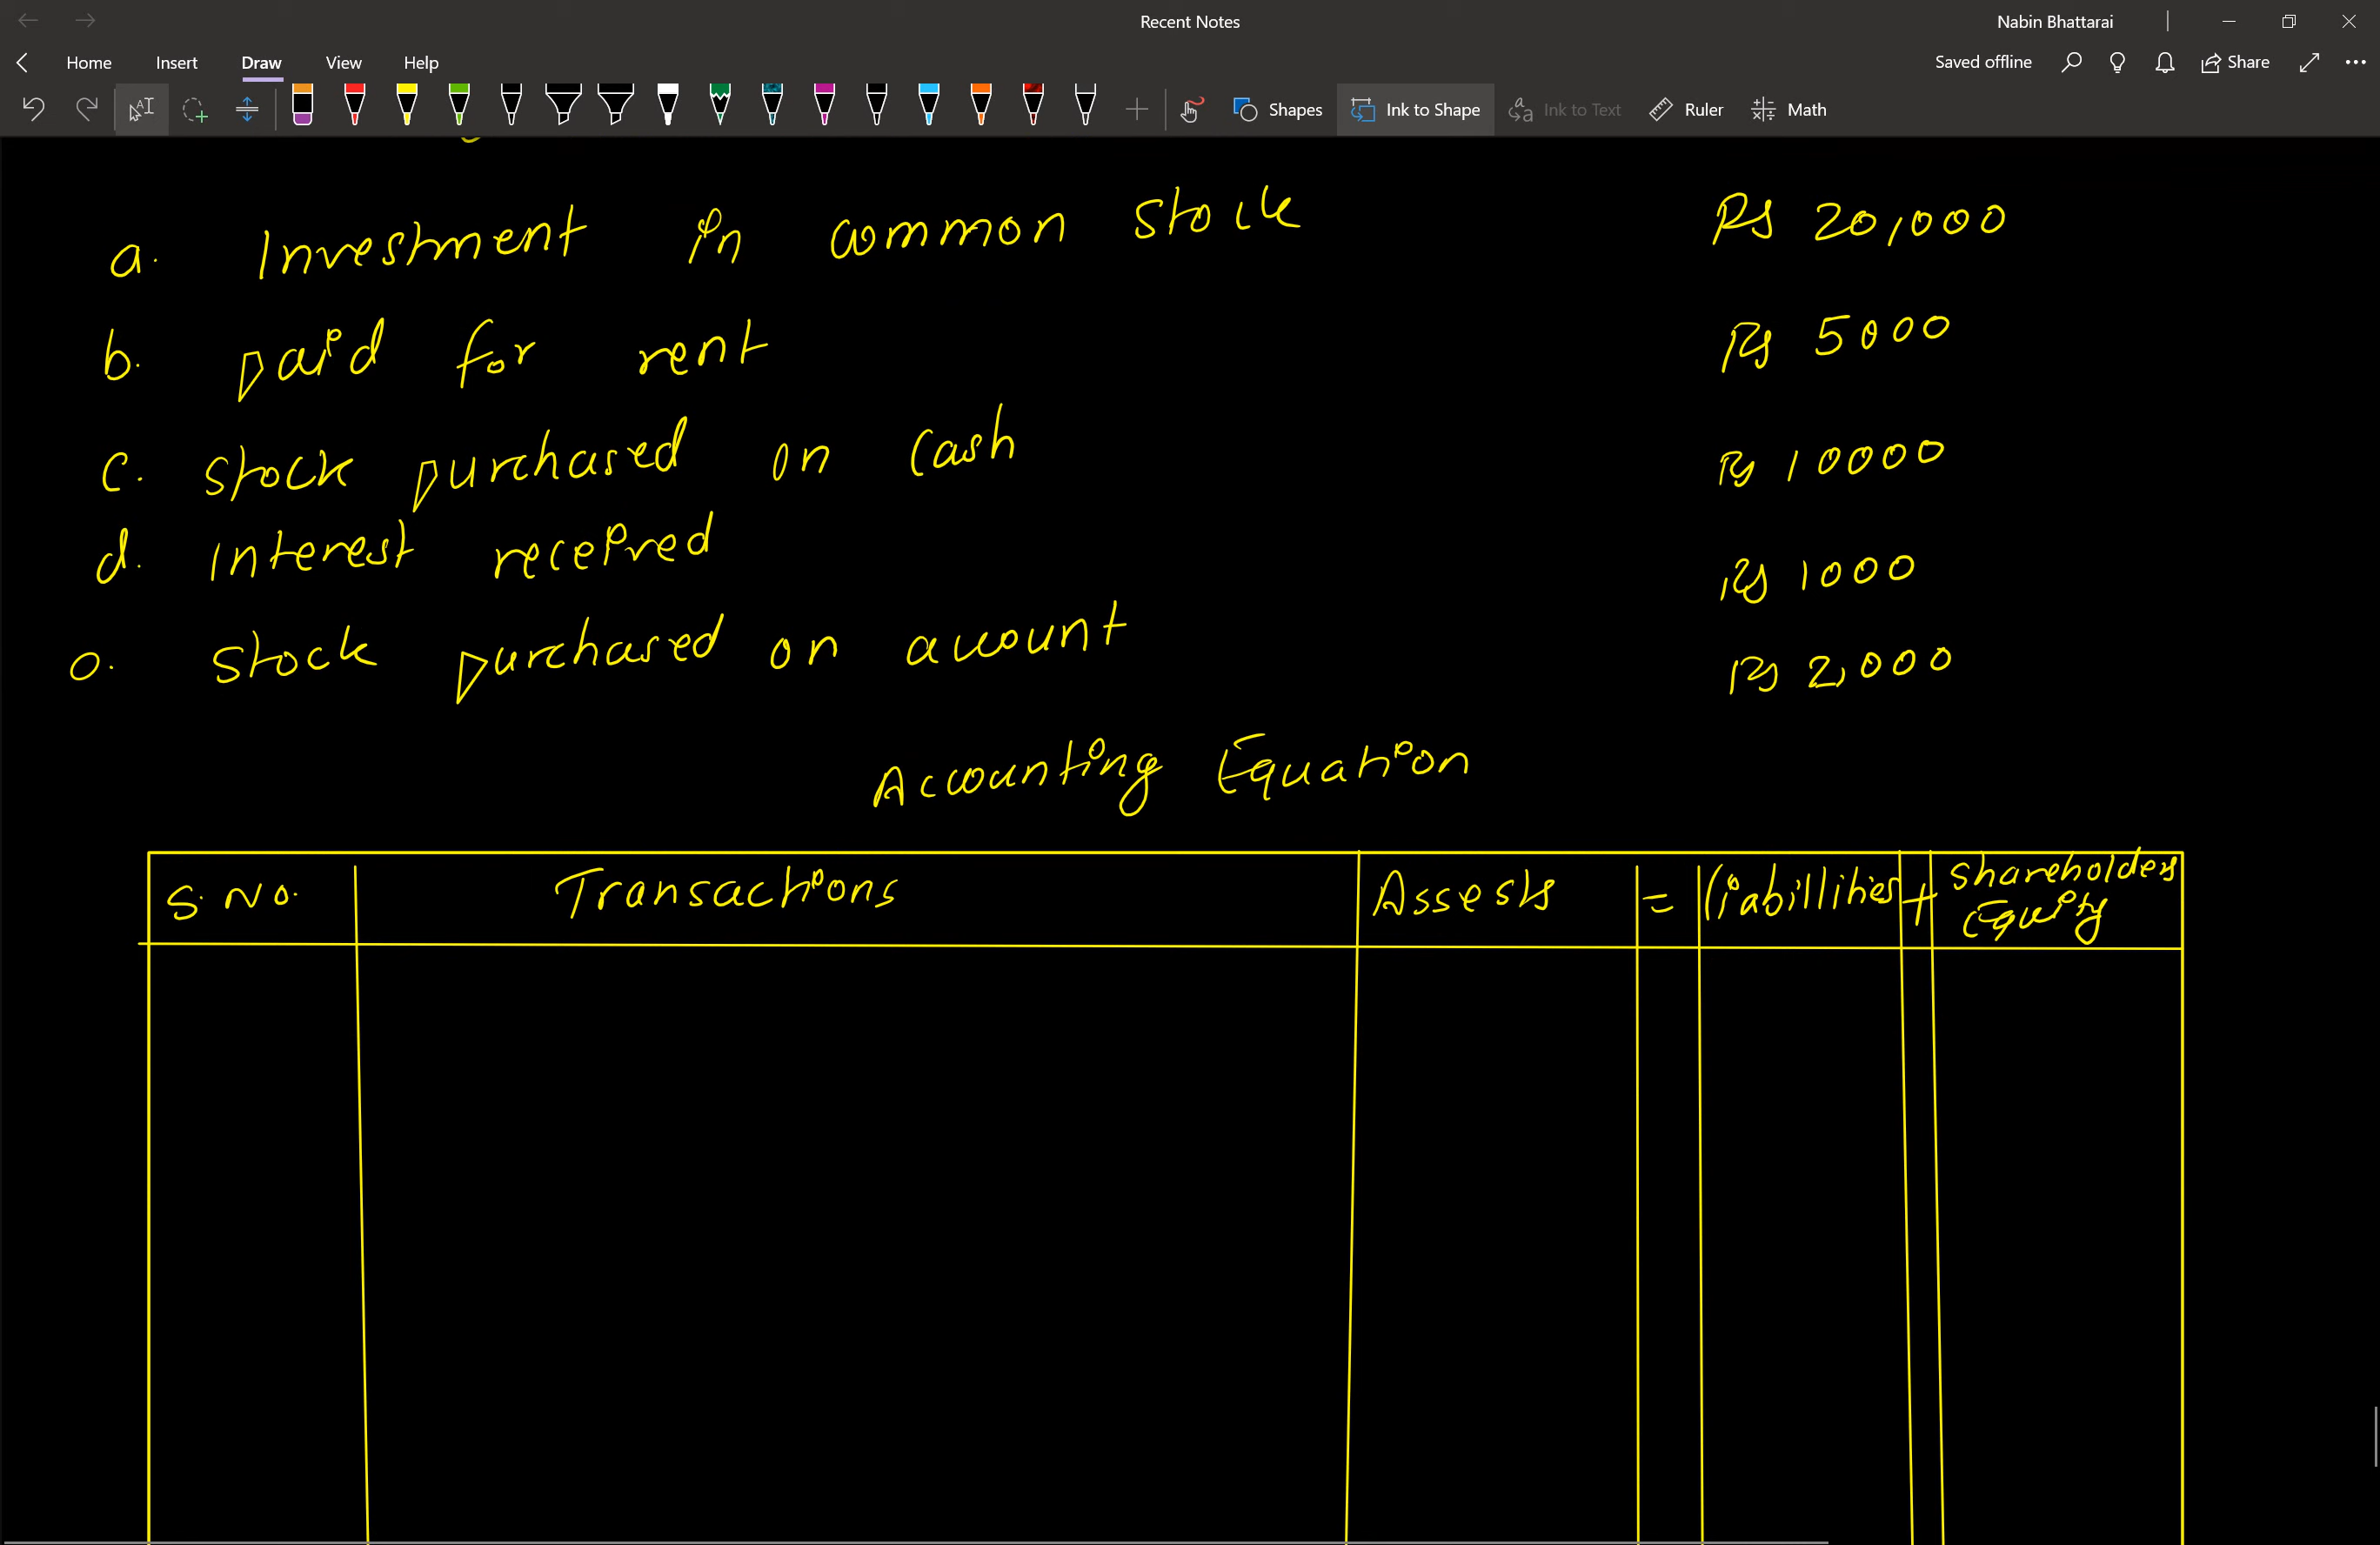 Recent Notes
Nabin Bhattarai
Home Insert Draw View Help
Saved offline
Share
Shapes
Ink to Shape
Ink to Text
Ruler
Math
a. Investment in common stock Rs 20,000
b. paid for rent Rs 5000
c. stock purchased on cash Rs 10000
d. interest received Rs 1000
o. stock purchased on account Rs 2,000
Accounting Equation
S. No. Transactions Assests = liabillities + shareholders
equity